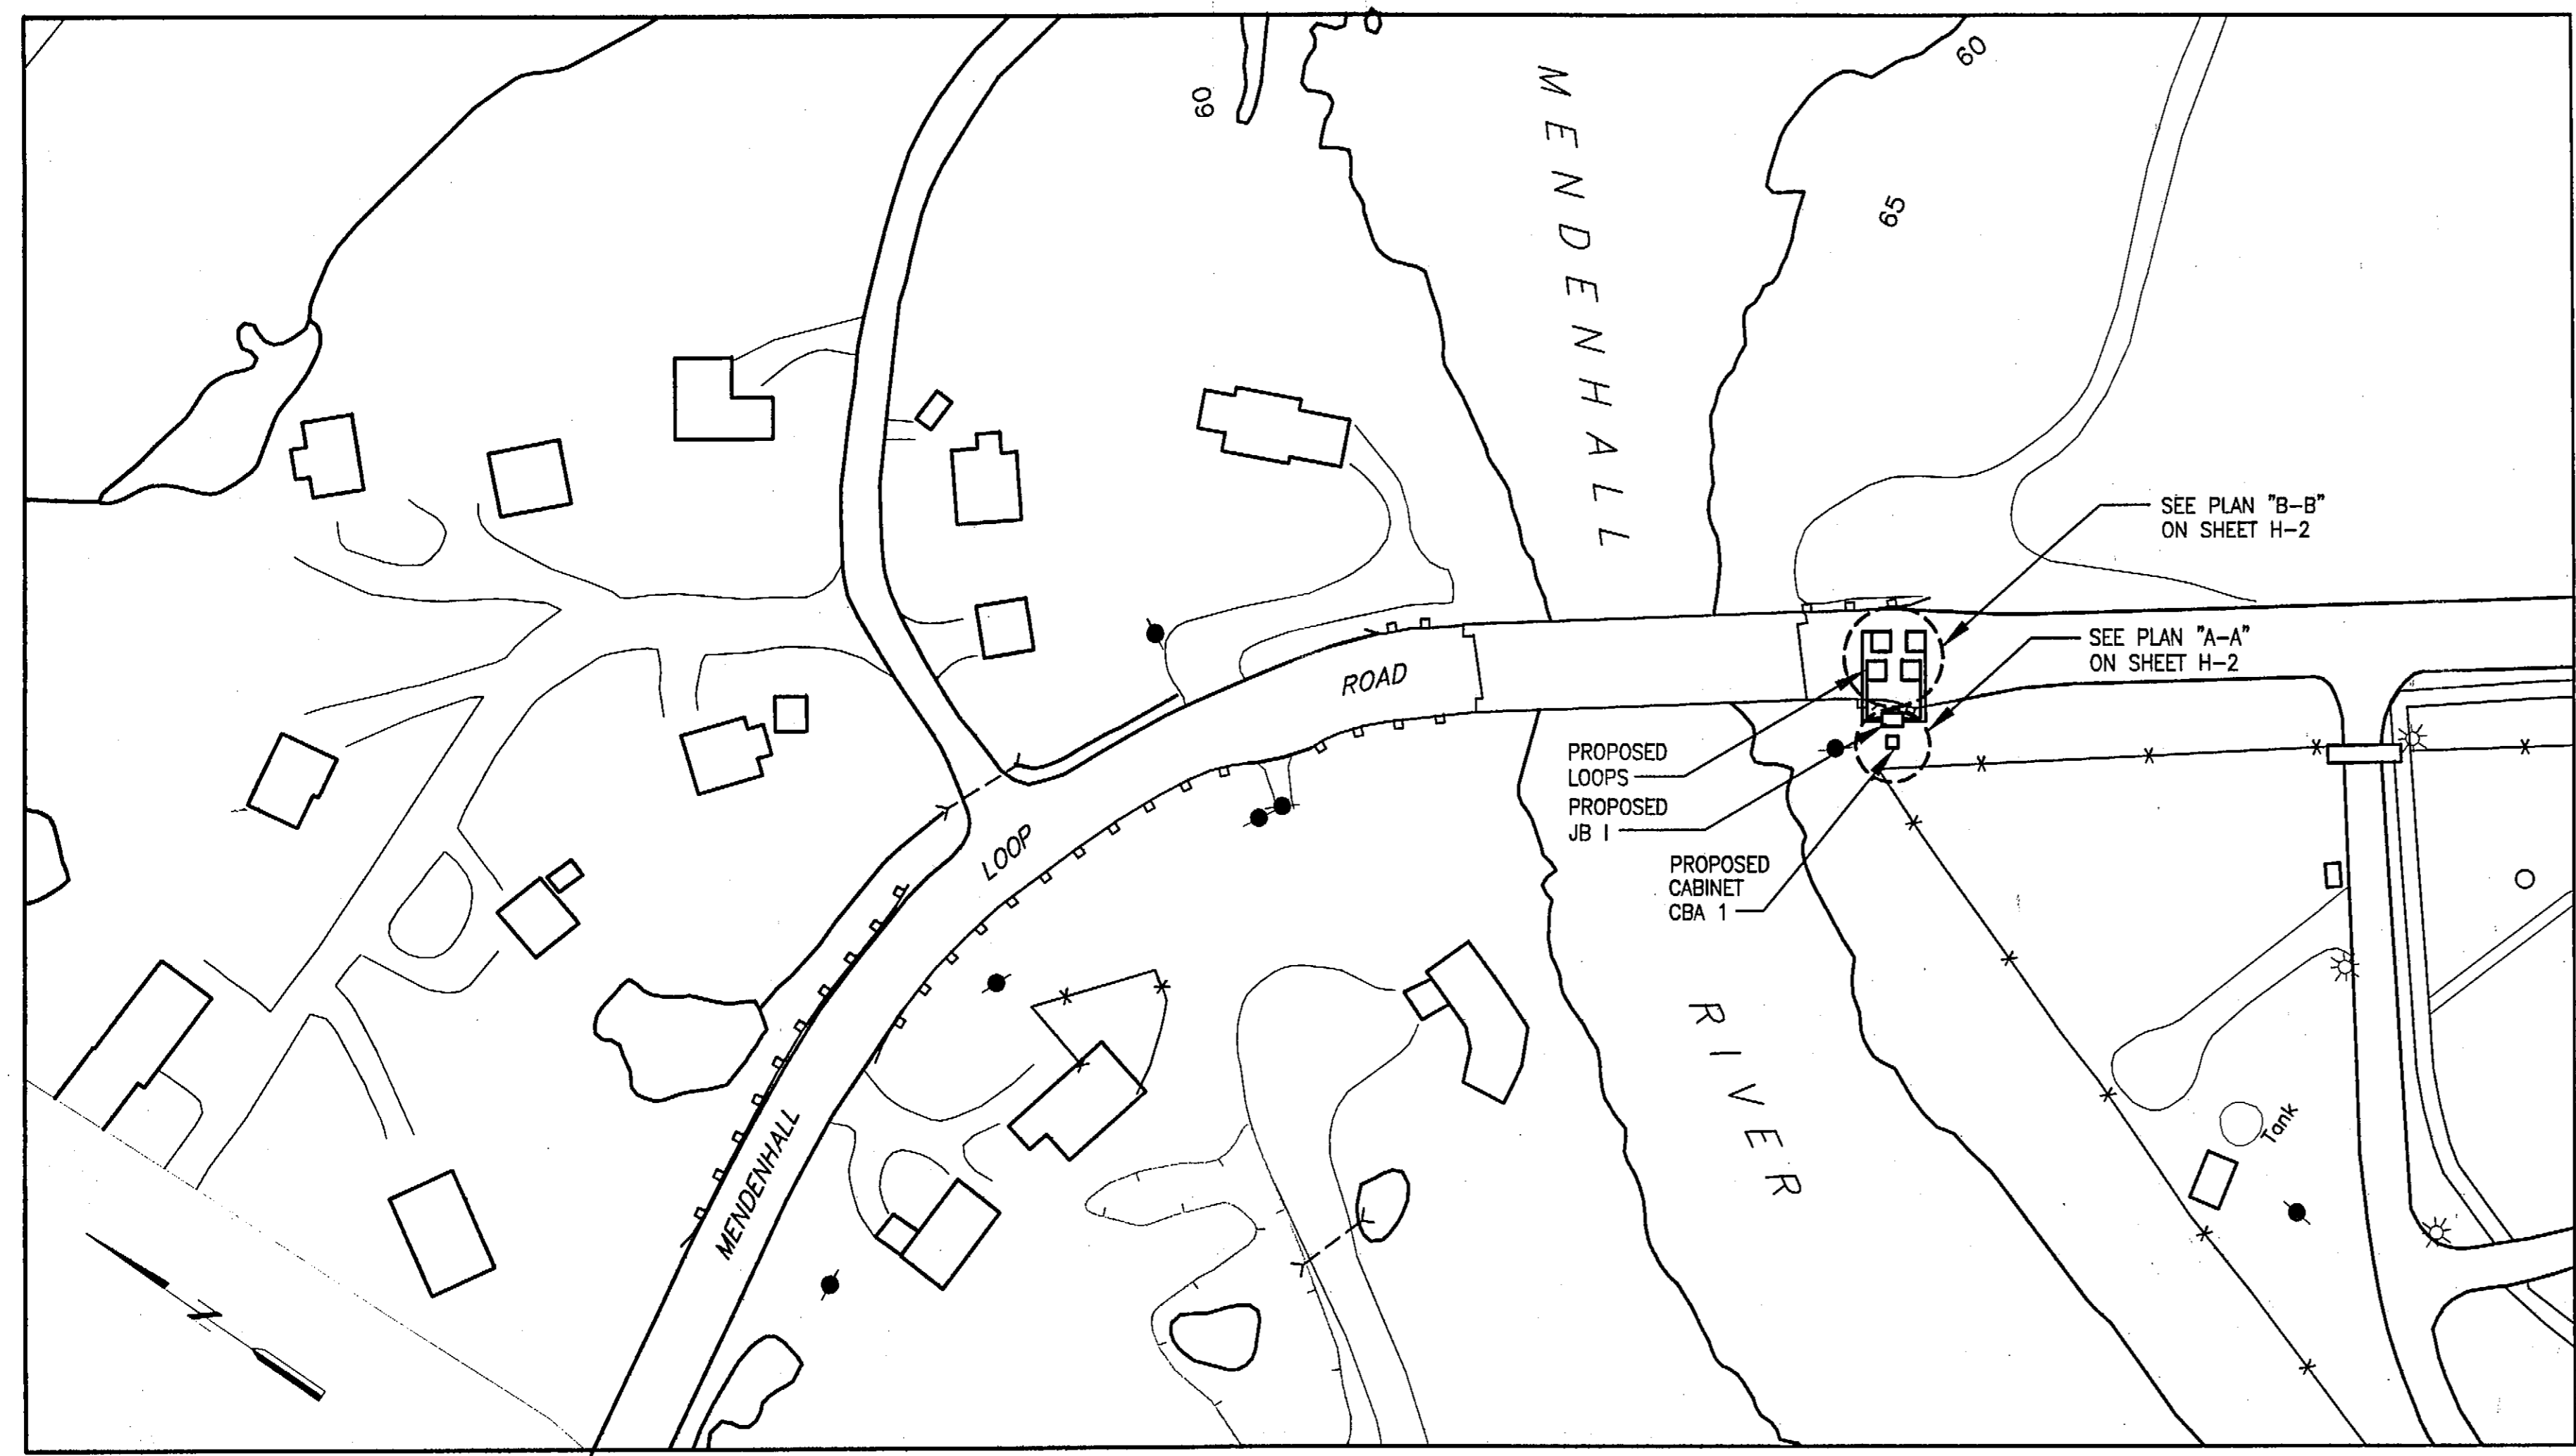 60
60
65
MENDENHALL
RIVER
SEE PLAN "B-B"
ON SHEET H-2
SEE PLAN "A-A"
ON SHEET H-2
MENDENHALL
LOOP
ROAD
PROPOSED
LOOPS
PROPOSED
JB 1
PROPOSED
CABINET
CBA 1
Tank
N